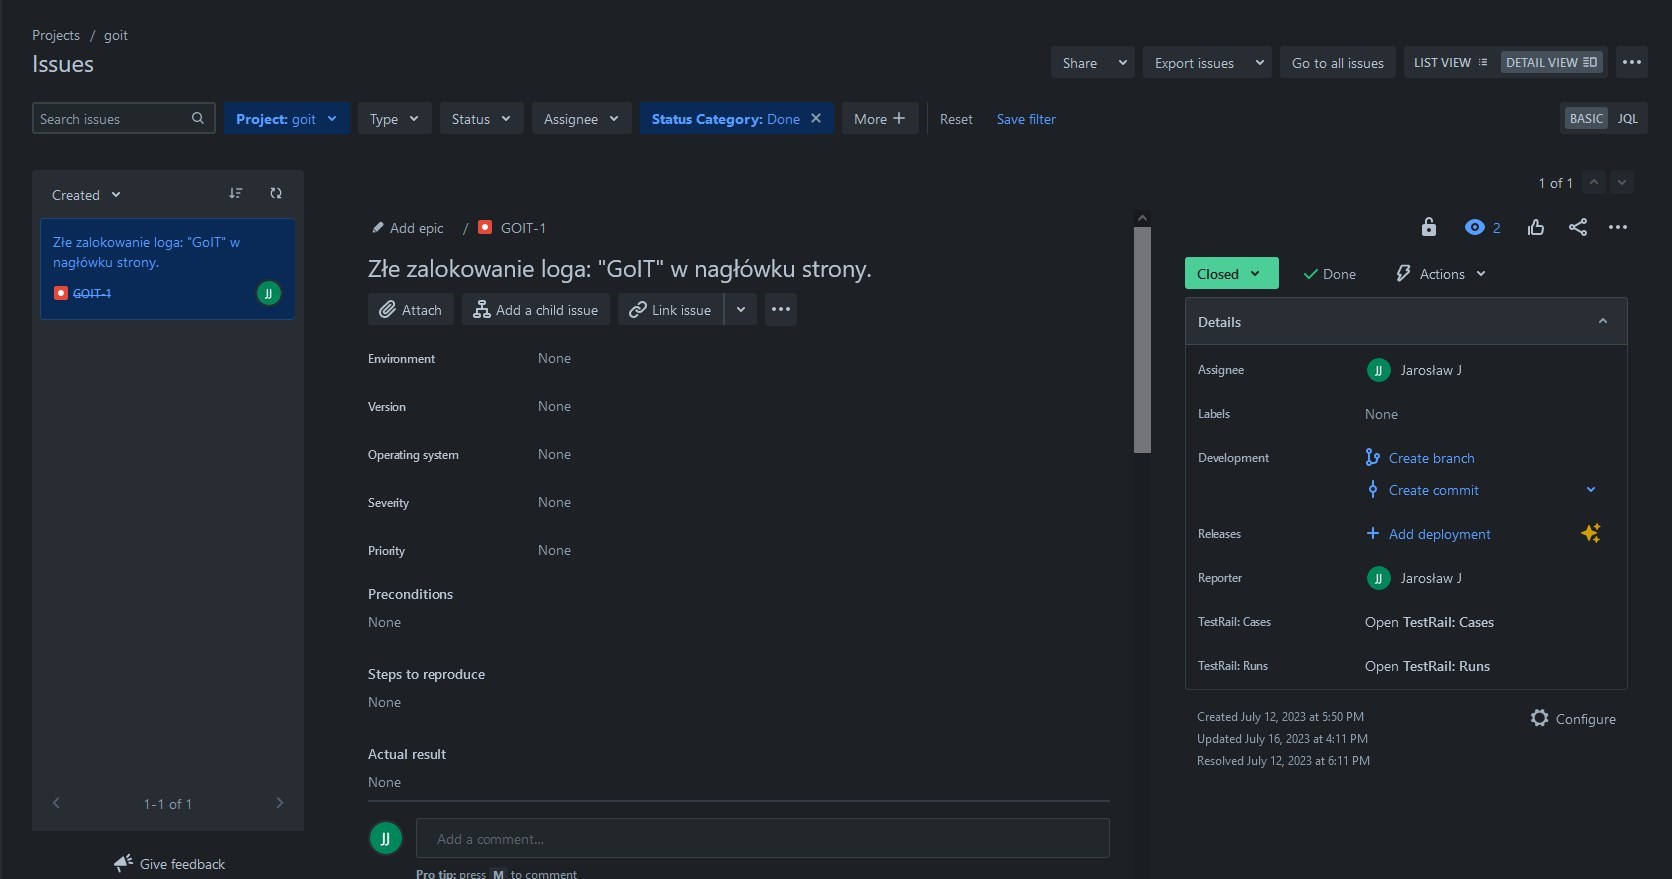 Projects / goit
Issues
Share
Export issues
Go to all issues
LIST VIEW
DETAIL VIEW
Search issues
Project: goit
Type
Status
Assignee
Status Category: Done
More
Reset
Save filter
BASIC
JQL
Created
Złe zalokowanie loga: "GoIT" w
nagłówku strony.
GOIT-1
JJ
1-1 of 1
Give feedback
1 of 1
Add epic / GOIT-1
Złe zalokowanie loga: "GoIT" w nagłówku strony.
Attach
Add a child issue
Link issue
Environment None
Version None
Operating system None
Severity None
Priority None
Preconditions
None
Steps to reproduce
None
Actual result
None
JJ
Add a comment...
Pro tip: press M to comment
2
Closed
Done
Actions
Details
Assignee JJ Jarosław J
Labels None
Development Create branch
Create commit
Releases Add deployment
Reporter JJ Jarosław J
TestRail: Cases Open TestRail: Cases
TestRail: Runs Open TestRail: Runs
Created July 12, 2023 at 5:50 PM
Updated July 16, 2023 at 4:11 PM
Resolved July 12, 2023 at 6:11 PM
Configure